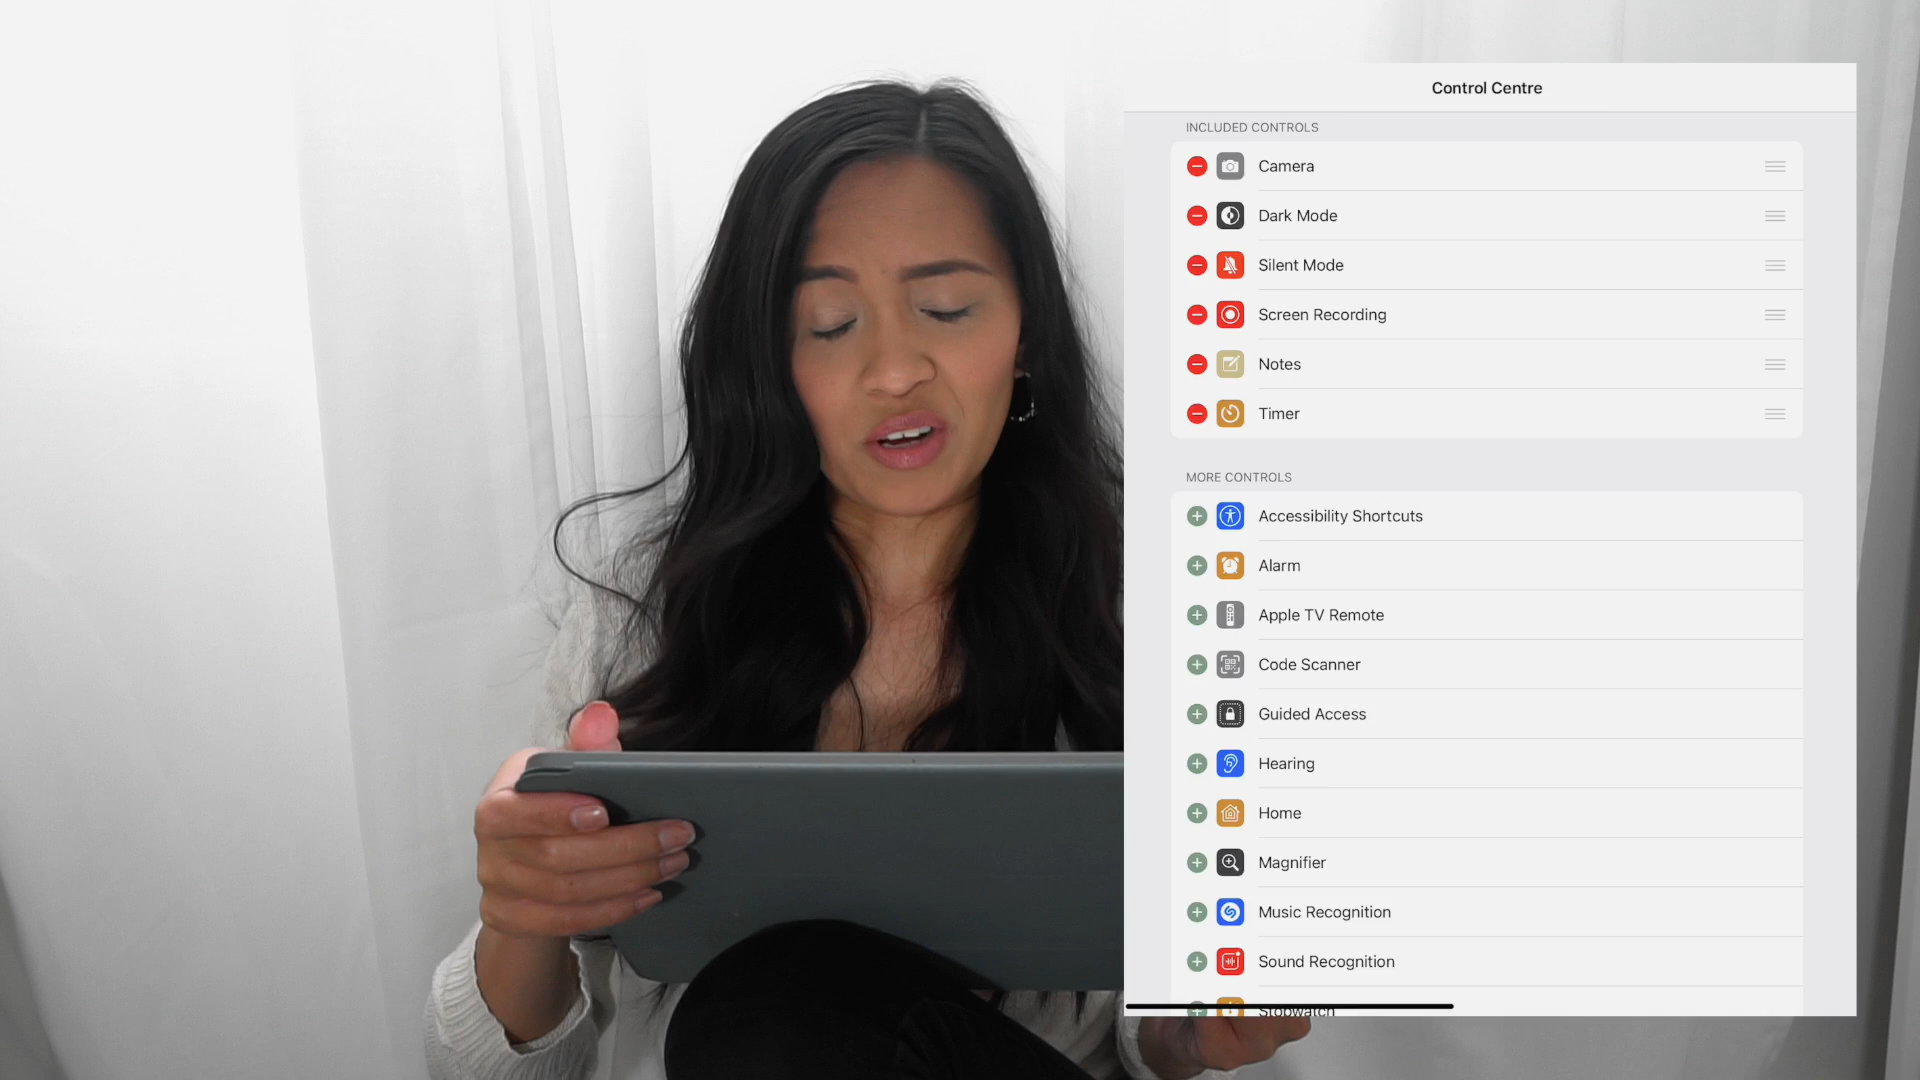 Control Centre
INCLUDED CONTROLS
Camera
Dark Mode
Silent Mode
Screen Recording
Notes
Timer
MORE CONTROLS
Accessibility Shortcuts
Alarm
Apple TV Remote
Code Scanner
Guided Access
Hearing
Home
Magnifier
Music Recognition
Sound Recognition
Stopwatch